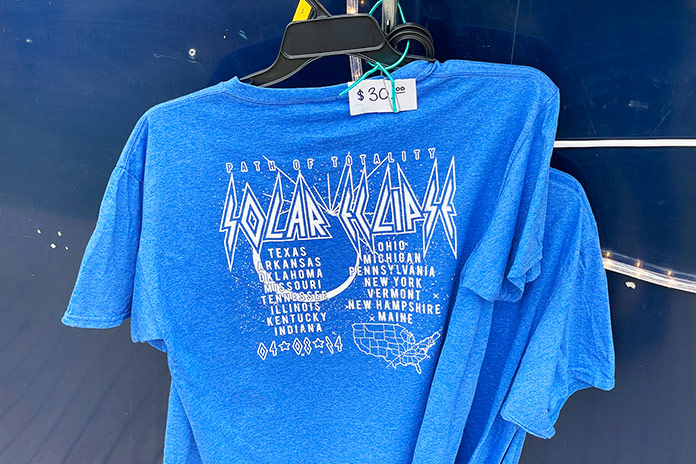 $30.00
PATH OF TOTALITY
SOLAR ECLIPSE
TEXAS
ARKANSAS
OKLAHOMA
MISSOURI
TENNESSEE
ILLINOIS
KENTUCKY
INDIANA
OHIO
MICHIGAN
PENNSYLVANIA
NEW YORK
VERMONT
NEW HAMPSHIRE
MAINE
04 08